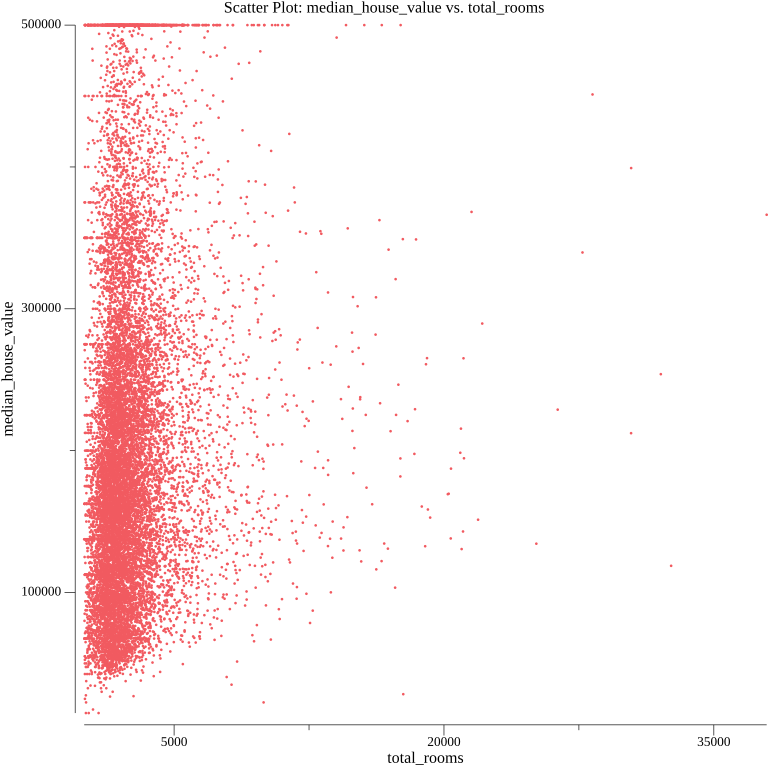 Scatter Plot: median_house_value vs. total_rooms
500000
300000
100000
median_house_value
5000
20000
35000
total_rooms